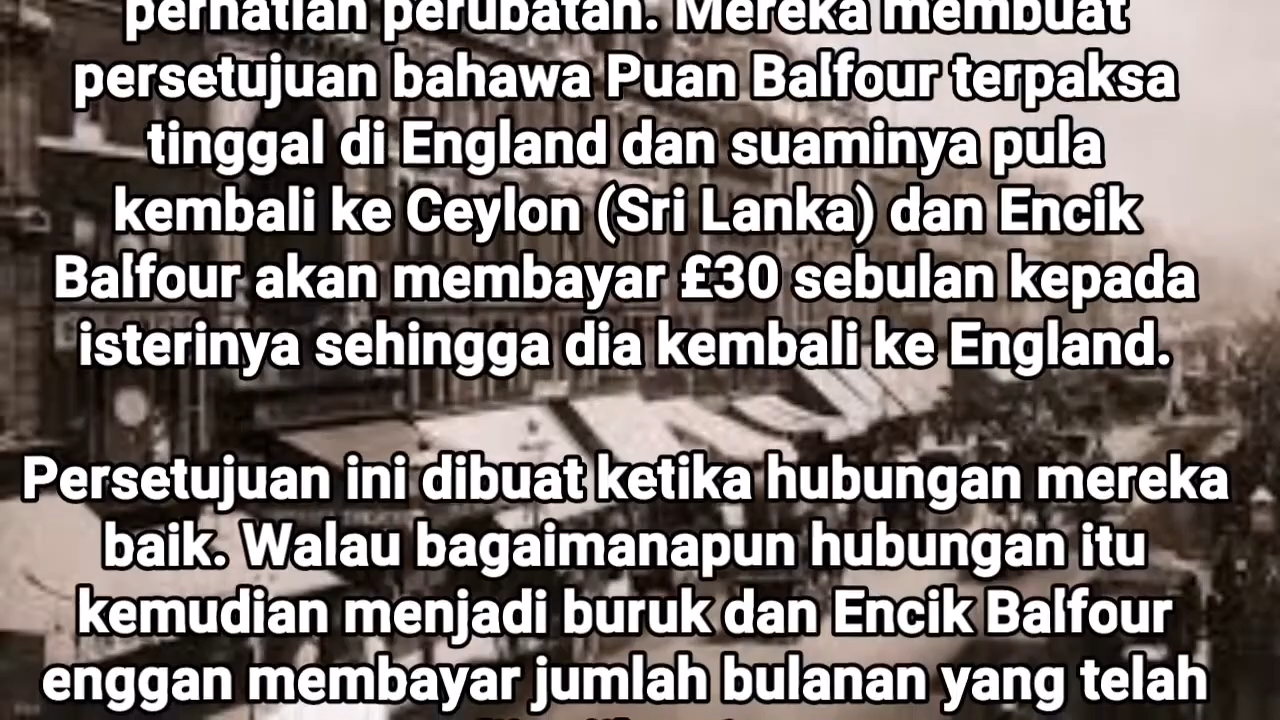 perhatian perubatan. Mereka membuat
persetujuan bahawa Puan Balfour terpaksa
tinggal di England dan suaminya pula
kembali ke Ceylon (Sri Lanka) dan Encik
Balfour akan membayar £30 sebulan kepada
isterinya sehingga dia kembali ke England.
Persetujuan ini dibuat ketika hubungan mereka
baik. Walau bagaimanapun hubungan itu
kemudian menjadi buruk dan Encik Balfour
enggan membayar jumlah bulanan yang telah